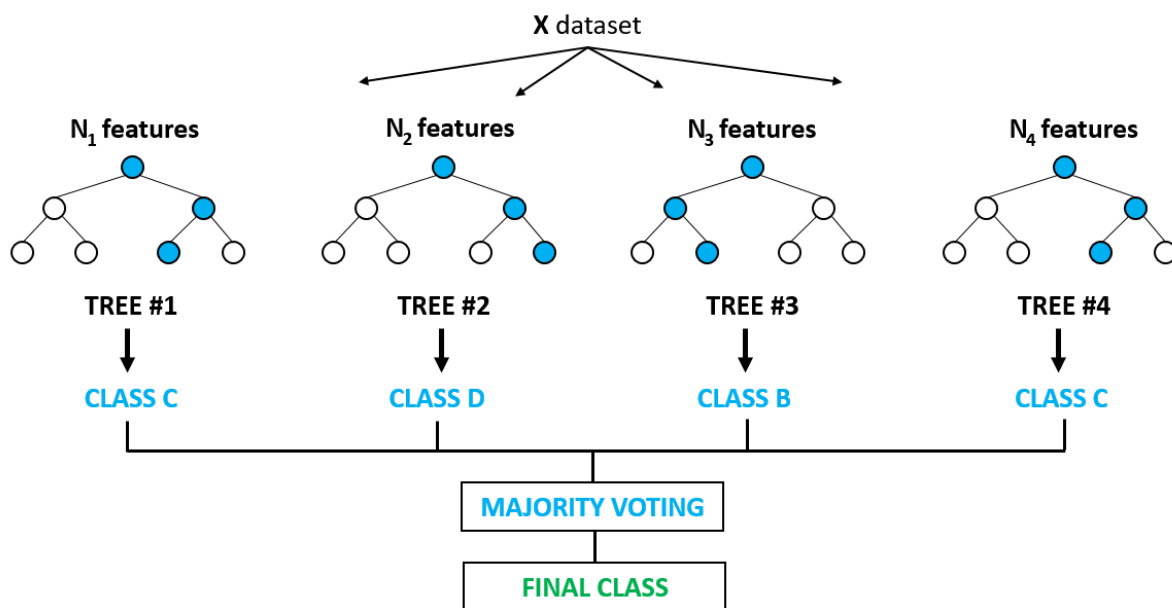 X dataset
N₁ features
N₂ features
N₃ features
N₄ features
TREE #1
TREE #2
TREE #3
TREE #4
CLASS C
CLASS D
CLASS B
CLASS C
MAJORITY VOTING
FINAL CLASS